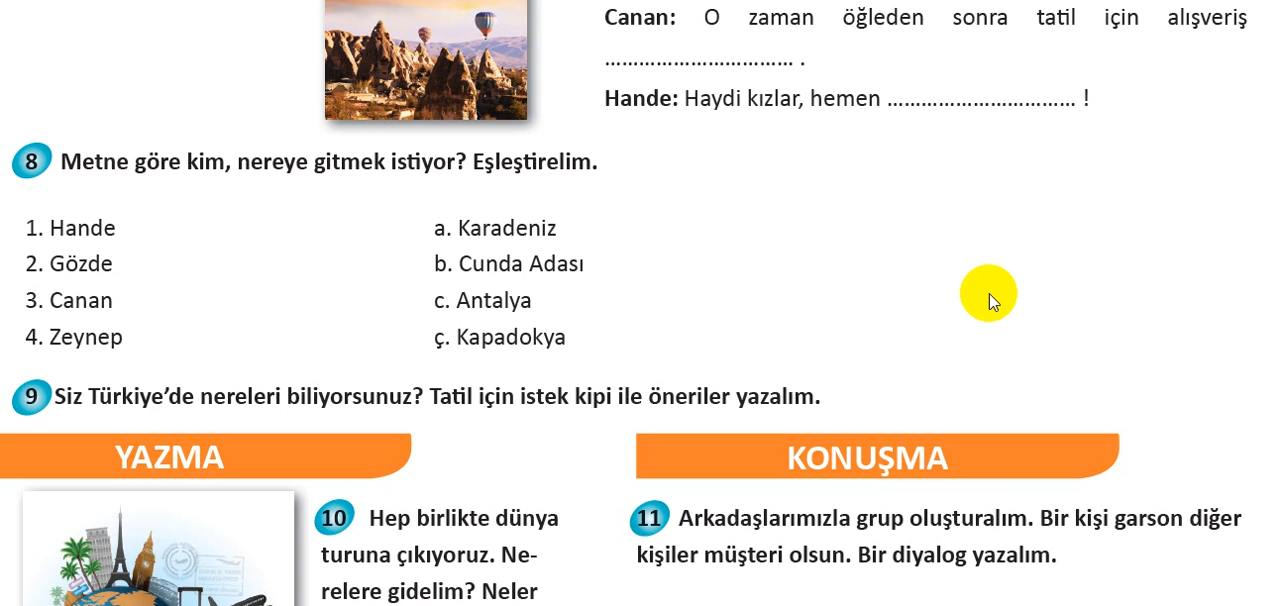 Canan: O zaman öğleden sonra tatil için alışveriş
................................. .
Hande: Haydi kızlar, hemen ................................. !
8 Metne göre kim, nereye gitmek istiyor? Eşleştirelim.
1. Hande
2. Gözde
3. Canan
4. Zeynep
a. Karadeniz
b. Cunda Adası
c. Antalya
ç. Kapadokya
9 Siz Türkiye’de nereleri biliyorsunuz? Tatil için istek kipi ile öneriler yazalım.
YAZMA
10 Hep birlikte dünya
turuna çıkıyoruz. Ne-
relere gidelim? Neler
KONUŞMA
11 Arkadaşlarımızla grup oluşturalım. Bir kişi garson diğer
kişiler müşteri olsun. Bir diyalog yazalım.